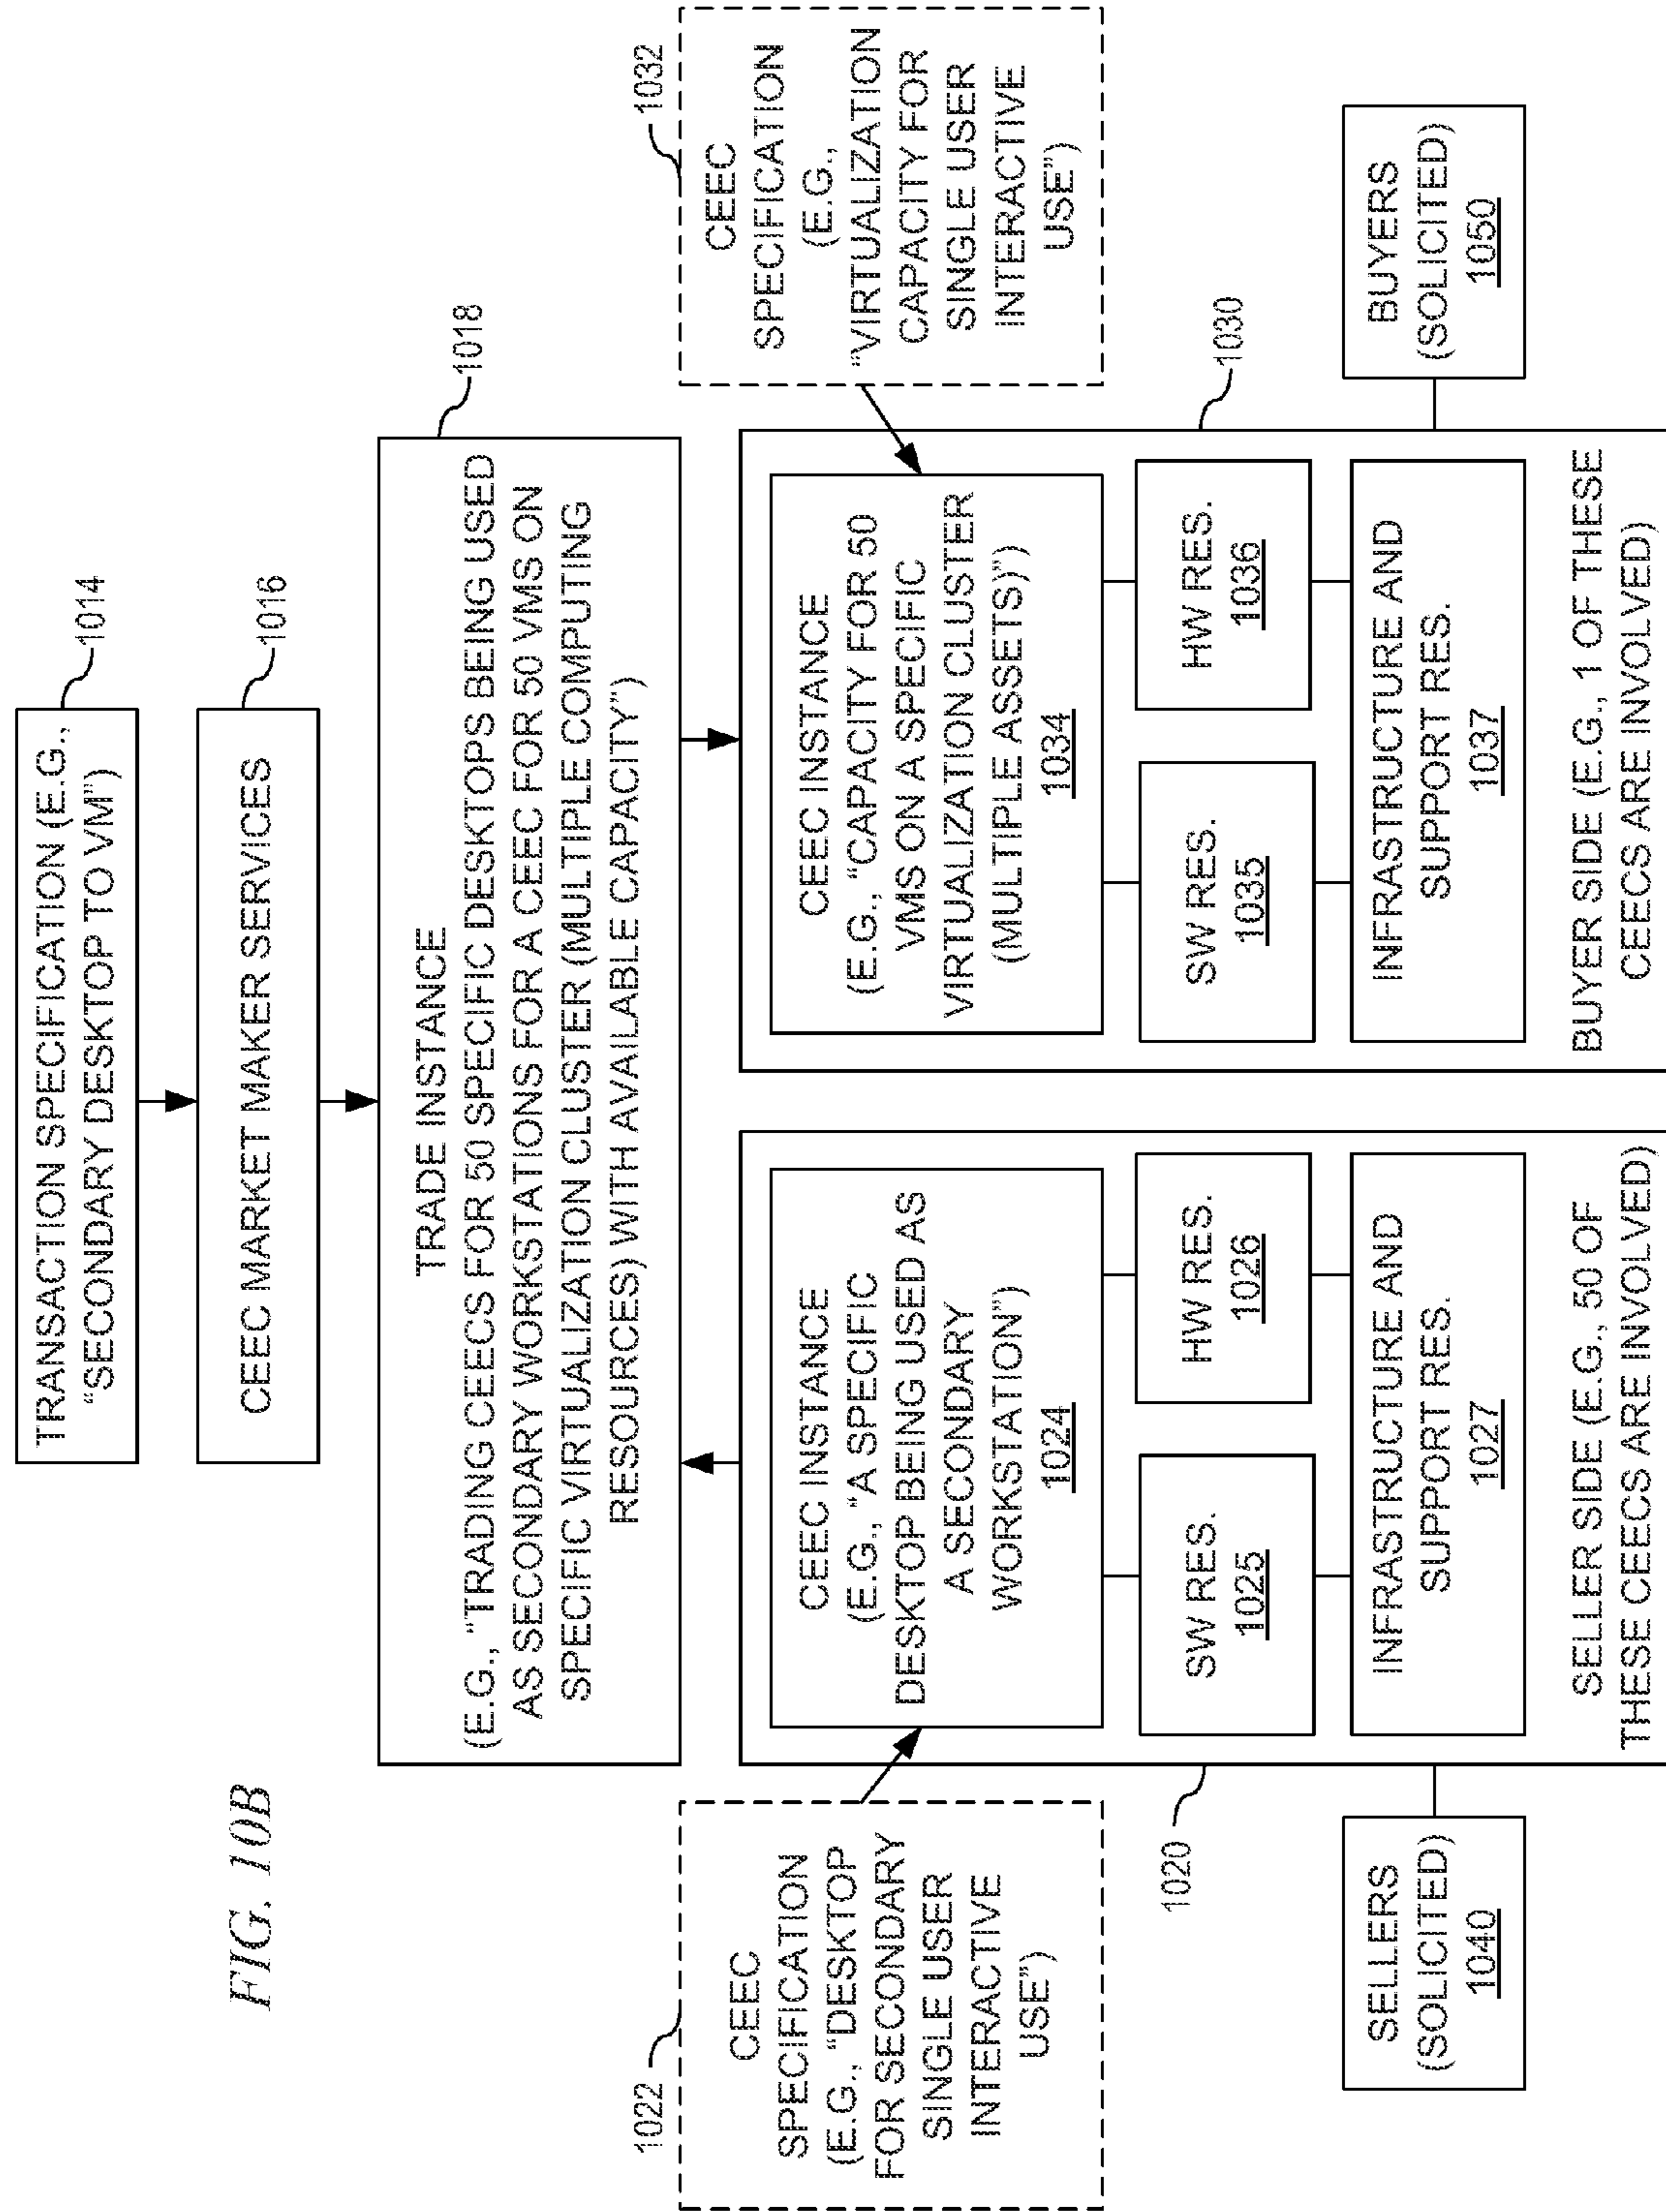 FIG. 10B
TRANSACTION SPECIFICATION (E.G.,
"SECONDARY DESKTOP TO VM")
1014
CEEC MARKET MAKER SERVICES
1016
TRADE INSTANCE
(E.G., "TRADING CEECS FOR 50 SPECIFIC DESKTOPS BEING USED
AS SECONDARY WORKSTATIONS FOR A CEEC FOR 50 VMS ON
SPECIFIC VIRTUALIZATION CLUSTER (MULTIPLE COMPUTING
RESOURCES) WITH AVAILABLE CAPACITY")
1018
1022
CEEC
SPECIFICATION
(E.G., "DESKTOP
FOR SECONDARY
SINGLE USER
INTERACTIVE
USE")
CEEC INSTANCE
(E.G., "A SPECIFIC
DESKTOP BEING USED AS
A SECONDARY
WORKSTATION")
1024
SW RES.
1025
HW RES.
1026
INFRASTRUCTURE AND
SUPPORT RES.
1027
SELLER SIDE (E.G., 50 OF
THESE CEECS ARE INVOLVED)
1020
SELLERS
(SOLICITED)
1040
CEEC INSTANCE
(E.G., "CAPACITY FOR 50
VMS ON A SPECIFIC
VIRTUALIZATION CLUSTER
(MULTIPLE ASSETS)")
1034
SW RES.
1035
HW RES.
1036
INFRASTRUCTURE AND
SUPPORT RES.
1037
BUYER SIDE (E.G., 1 OF THESE
CEECS ARE INVOLVED)
1030
1032
CEEC
SPECIFICATION
(E.G.,
"VIRTUALIZATION
CAPACITY FOR
SINGLE USER
INTERACTIVE
USE")
BUYERS
(SOLICITED)
1050